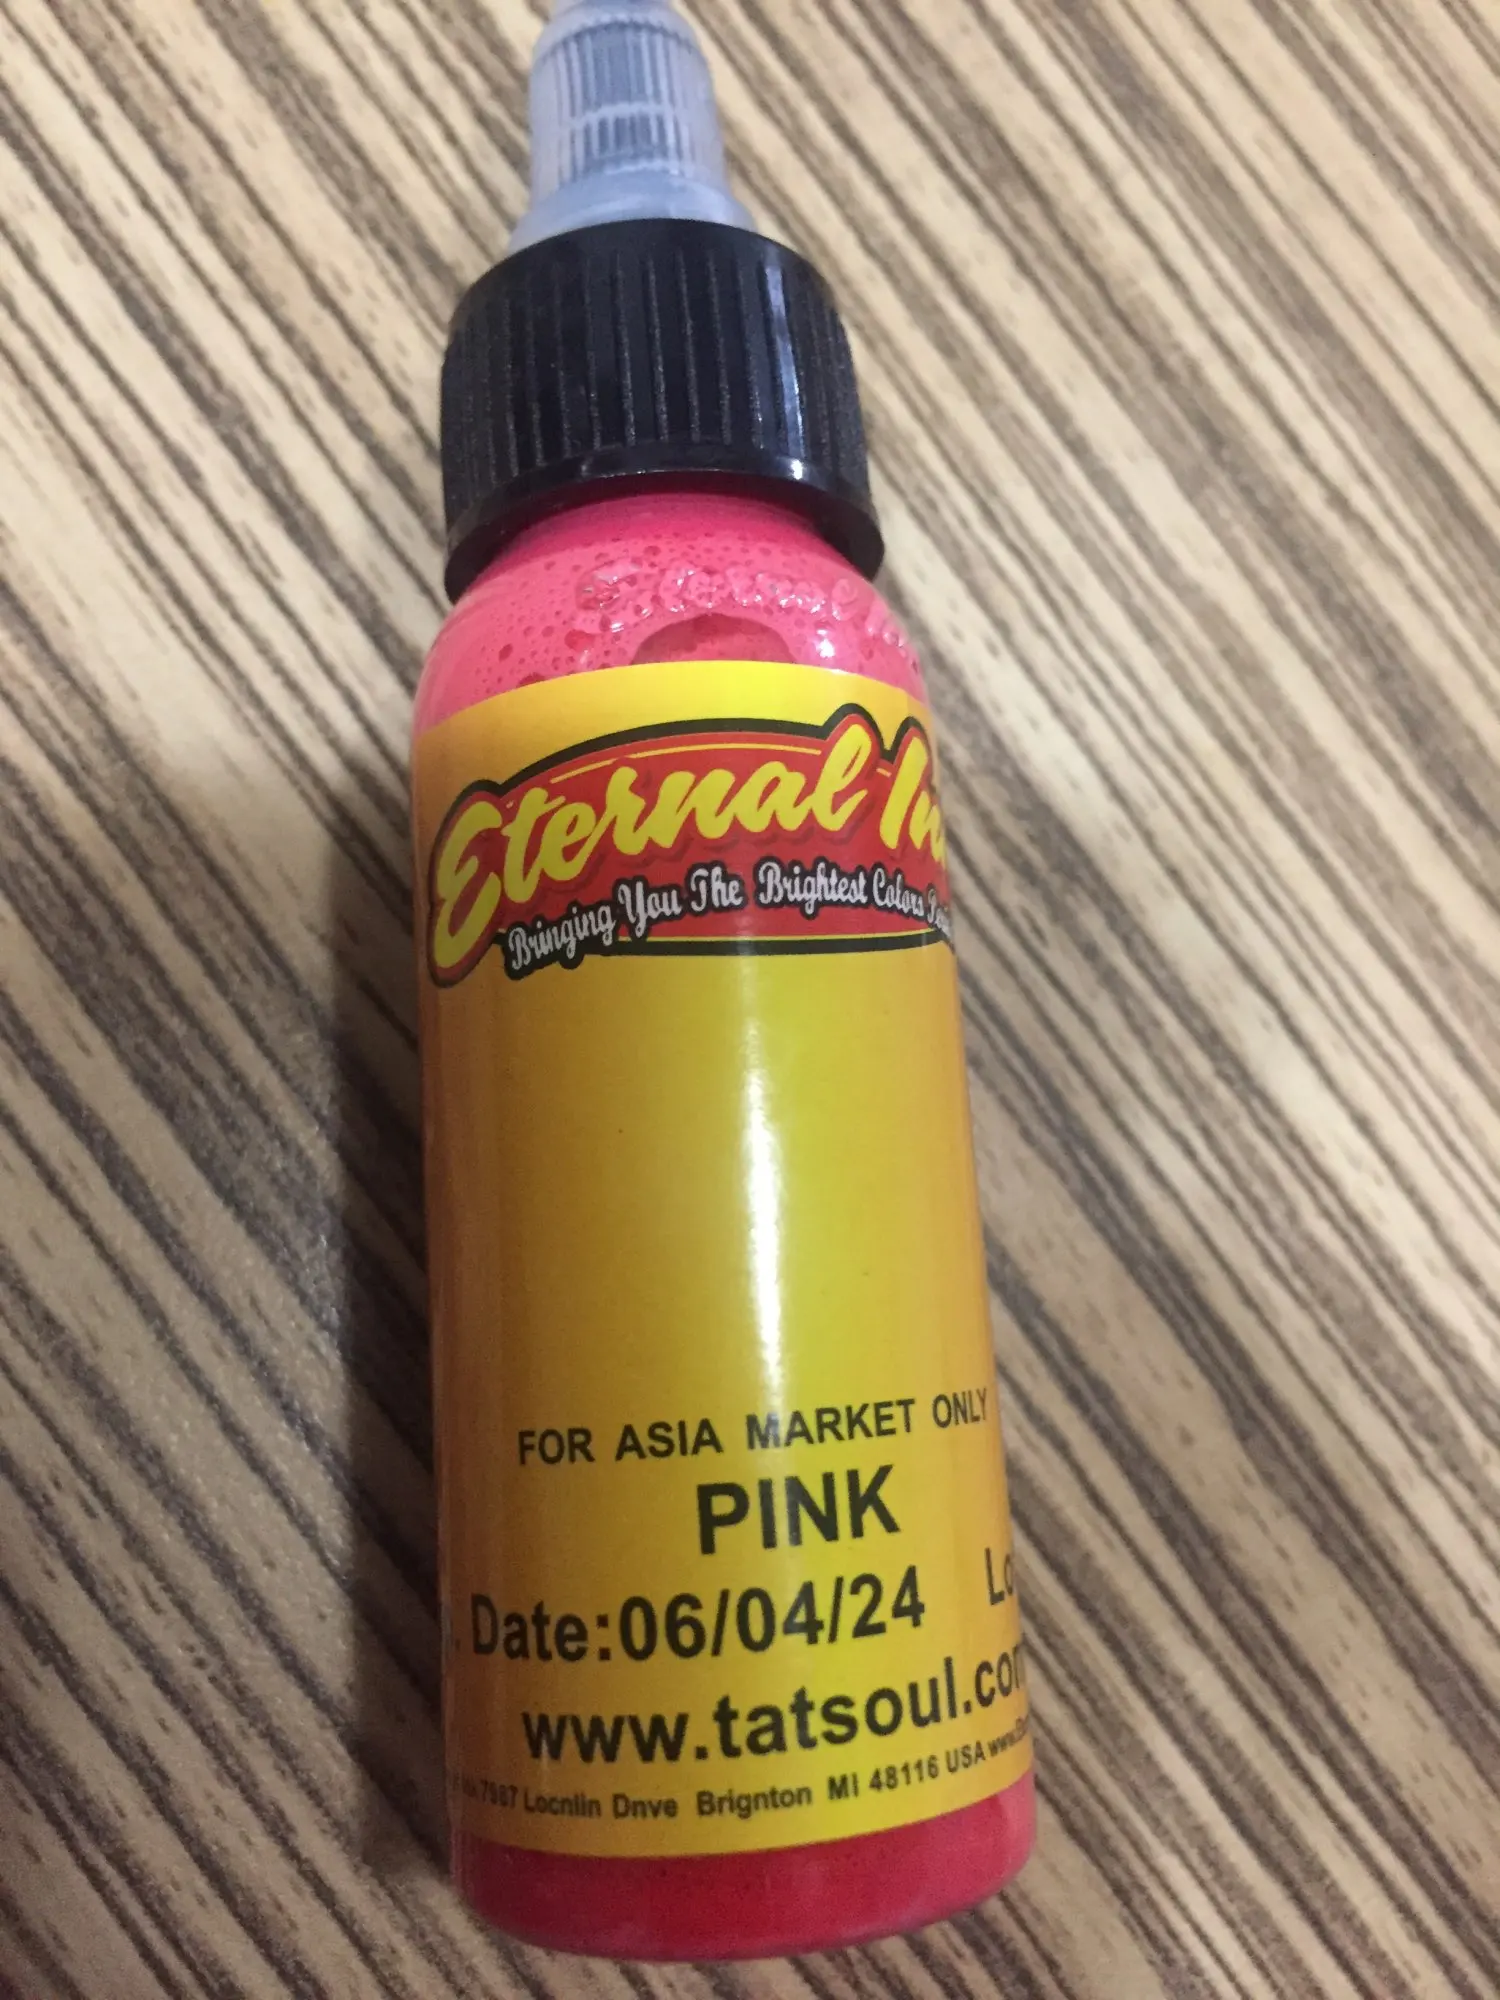 Eternal
Eternal
Bringing You The Brightest Colors
FOR ASIA MARKET ONLY
PINK
Date:06/04/24
www.tatsoul.com
7987 Locnlin Dnve Brignton MI 48116 USA